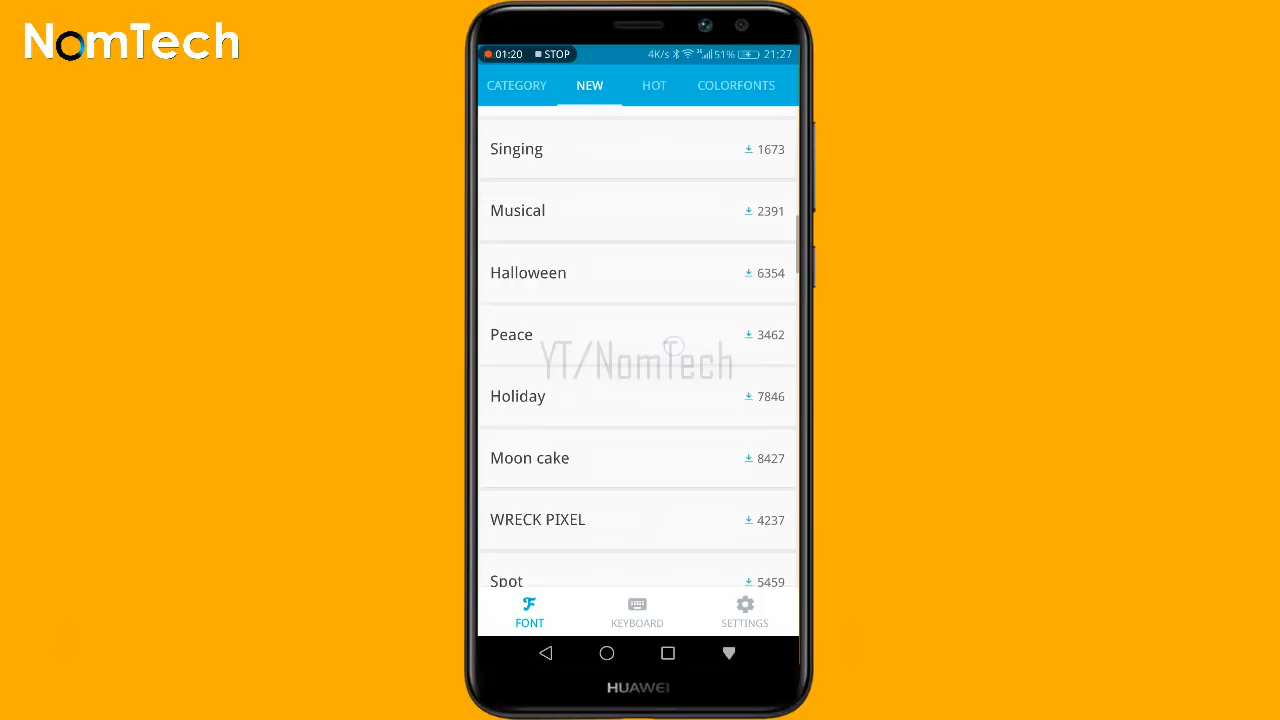 NomTech
01:20 STOP 4K/s 51% 21:27
CATEGORY NEW HOT COLORFONTS
Singing 1673
Musical 2391
Halloween 6354
Peace 3462
YT/NomTech
Holiday 7846
Moon cake 8427
WRECK PIXEL 4237
Spot 5459
FONT KEYBOARD SETTINGS
HUAWEI